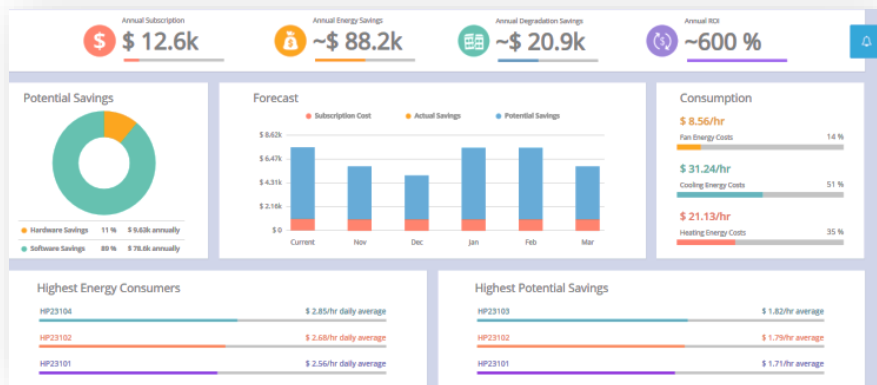 Annual Subscription
$ 12.6k
Annual Energy Savings
~$ 88.2k
Annual Degradation Savings
~$ 20.9k
Annual ROI
~600 %
Potential Savings
Hardware Savings 11 % $ 9.63k annually
Software Savings 89 % $ 78.6k annually
Forecast
Subscription Cost Actual Savings Potential Savings
$ 8.62k
$ 6.47k
$ 4.31k
$ 2.16k
$ 0
Current Nov Dec Jan Feb Mar
Consumption
$ 8.56/hr
Fan Energy Costs 14 %
$ 31.24/hr
Cooling Energy Costs 51 %
$ 21.13/hr
Heating Energy Costs 35 %
Highest Energy Consumers
HP23104 $ 2.85/hr daily average
HP23102 $ 2.68/hr daily average
HP23101 $ 2.56/hr daily average
Highest Potential Savings
HP23103 $ 1.82/hr average
HP23102 $ 1.79/hr average
HP23101 $ 1.71/hr average